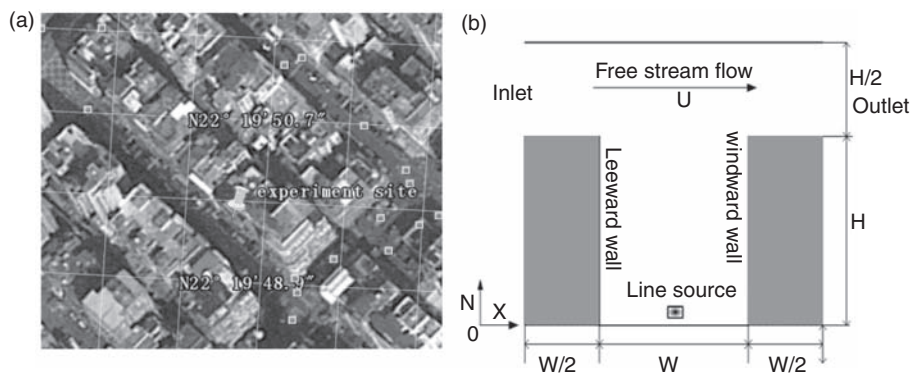 (a)
N22° 19'50.7"
experiment site
N22° 19'48.9"
(b)
Free stream flow
U
Inlet
Outlet
H/2
Leeward wall
windward wall
H
Line source
N
X
0
W/2
W
W/2